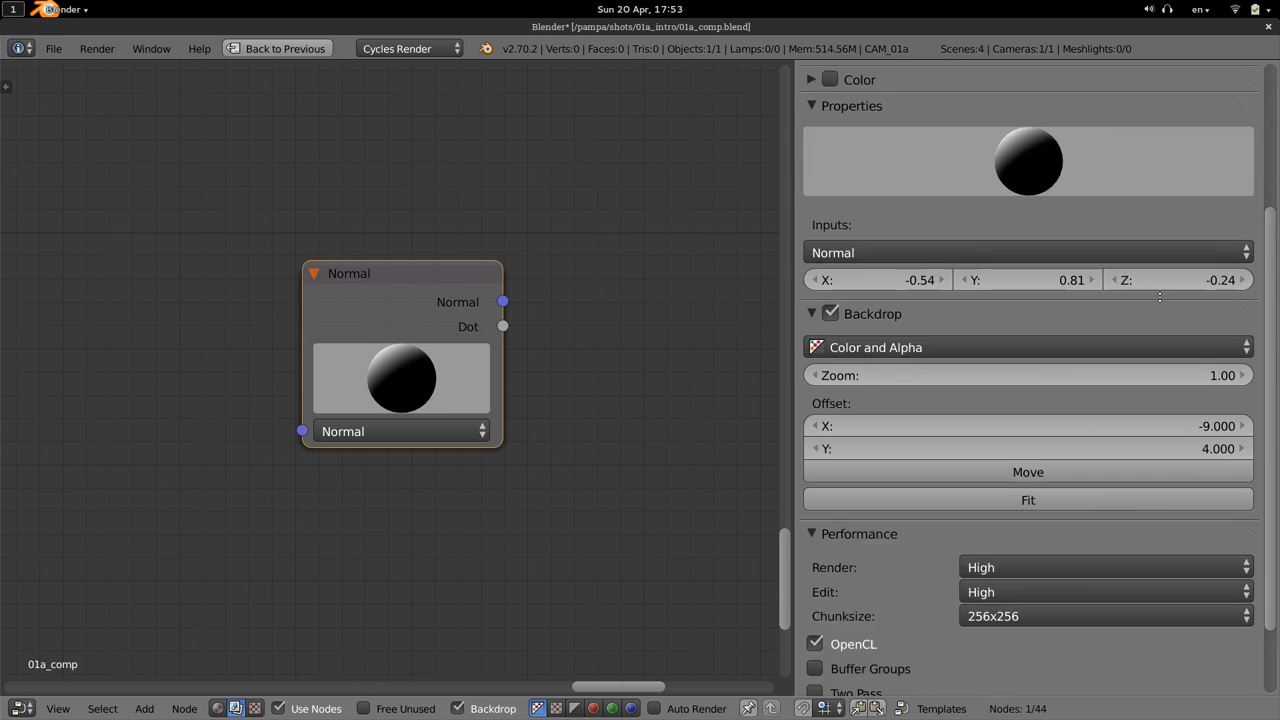 1 Blender Sun 20 Apr, 17:53 en
Blender* [/pampa/shots/01a_intro/01a_comp.blend]
File Render Window Help Back to Previous Cycles Render v2.70.2 | Verts:0 | Faces:0 | Tris:0 | Objects:1/1 | Lamps:0/0 | Mem:514.56M | CAM_01a Scenes:4 | Cameras:1/1 | Meshlights:0/0
Color
Properties
Inputs:
Normal
X: -0.54 Y: 0.81 Z: -0.24
Backdrop
Color and Alpha
Zoom: 1.00
Offset:
X: -9.000
Y: 4.000
Move
Fit
Performance
Render: High
Edit: High
Chunksize: 256x256
OpenCL
Buffer Groups
Two Pass
Normal
Normal
Dot
Normal
01a_comp
View Select Add Node Use Nodes Free Unused Backdrop Auto Render Templates Nodes: 1/44